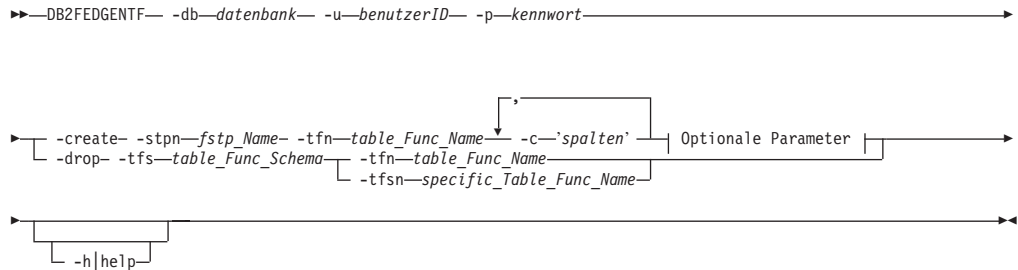 DB2FEDGENTF -db datenbank -u benutzerID -p kennwort
,
-create -stpn fstp_Name -tfn table_Func_Name -c 'spalten' Optionale Parameter
-drop -tfs table_Func_Schema -tfn table_Func_Name
-tfsn specific_Table_Func_Name
-h|help